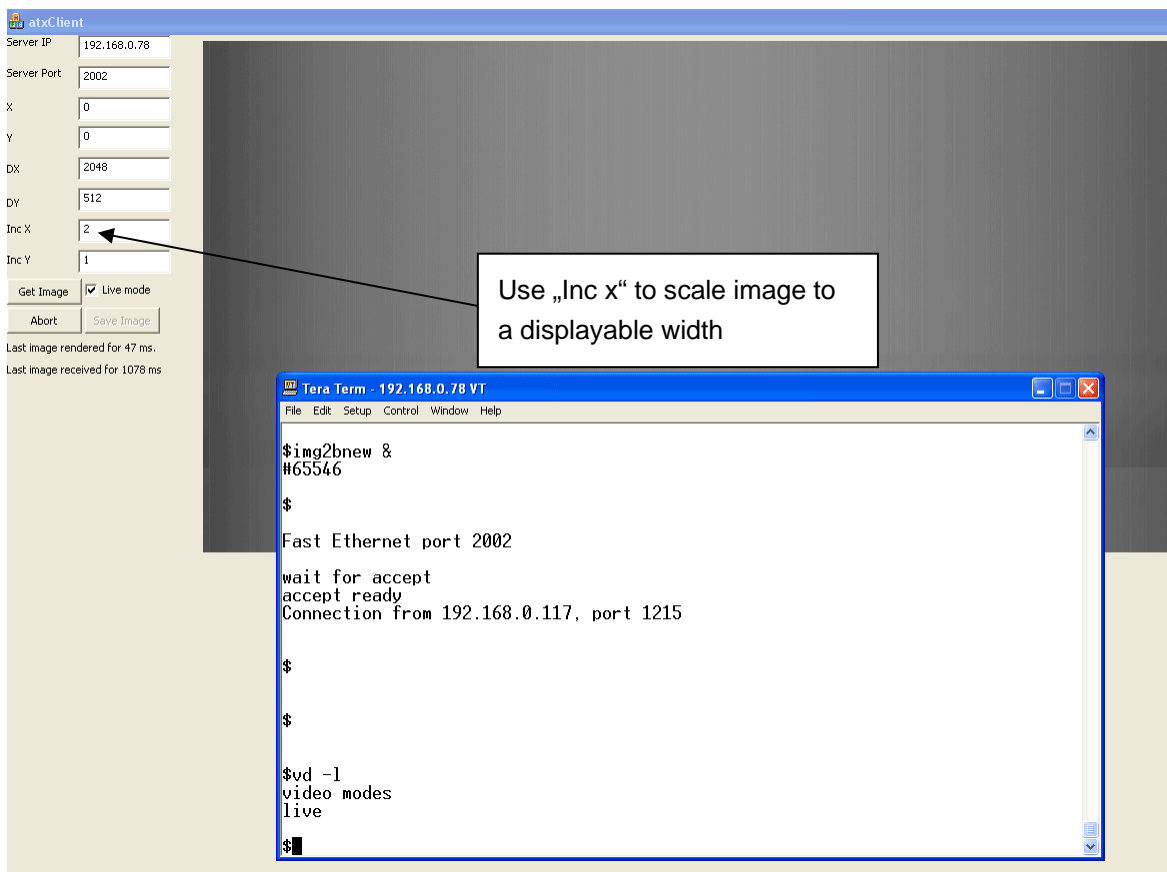 atxClient
Server IP 192.168.0.78
Server Port 2002
X 0
Y 0
DX 2048
DY 512
Inc X 2
Inc Y 1
Get Image Live mode
Abort Save Image
Last image rendered for 47 ms.
Last image received for 1078 ms
Use „Inc x“ to scale image to
a displayable width
Tera Term - 192.168.0.78 VT
File Edit Setup Control Window Help
$img2bnew &
#65546
$
Fast Ethernet port 2002
wait for accept
accept ready
Connection from 192.168.0.117, port 1215
$
$
$vd -l
video modes
live
$